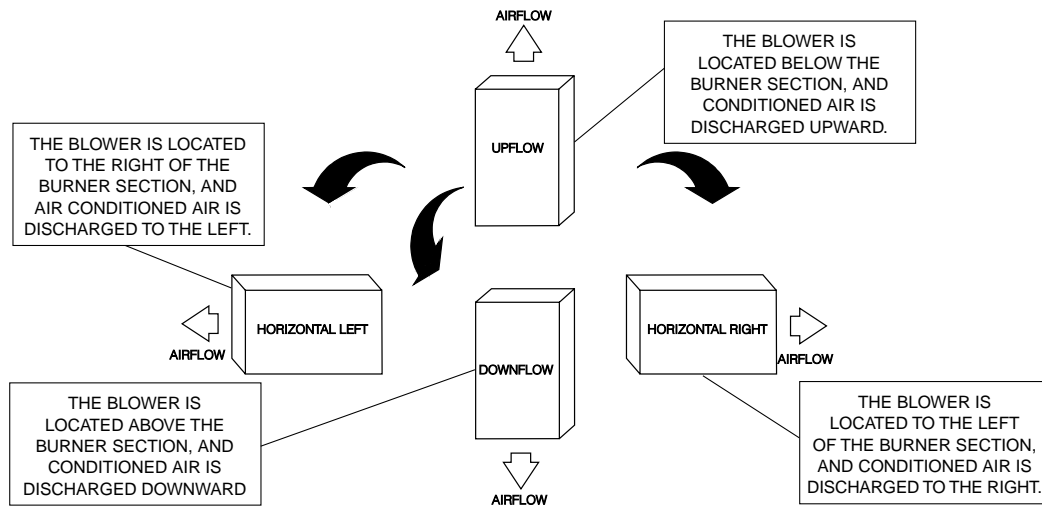 AIRFLOW
THE BLOWER IS
LOCATED BELOW THE
BURNER SECTION, AND
CONDITIONED AIR IS
DISCHARGED UPWARD.
UPFLOW
THE BLOWER IS LOCATED
TO THE RIGHT OF THE
BURNER SECTION, AND
AIR CONDITIONED AIR IS
DISCHARGED TO THE LEFT.
HORIZONTAL LEFT
AIRFLOW
DOWNFLOW
HORIZONTAL RIGHT
AIRFLOW
THE BLOWER IS
LOCATED ABOVE THE
BURNER SECTION, AND
CONDITIONED AIR IS
DISCHARGED DOWNWARD
AIRFLOW
THE BLOWER IS
LOCATED TO THE LEFT
OF THE BURNER SECTION,
AND CONDITIONED AIR IS
DISCHARGED TO THE RIGHT.